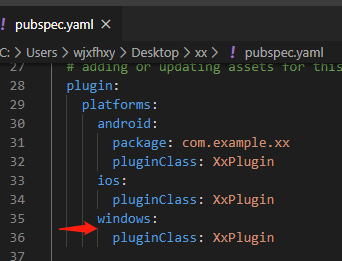 pubspec.yaml
C: > Users > wjxfhxy > Desktop > xx > ! pubspec.yaml
27 # adding or updating assets for this
28 plugin:
29 platforms:
30 android:
31 package: com.example.xx
32 pluginClass: XxPlugin
33 ios:
34 pluginClass: XxPlugin
35 windows:
36 pluginClass: XxPlugin
37